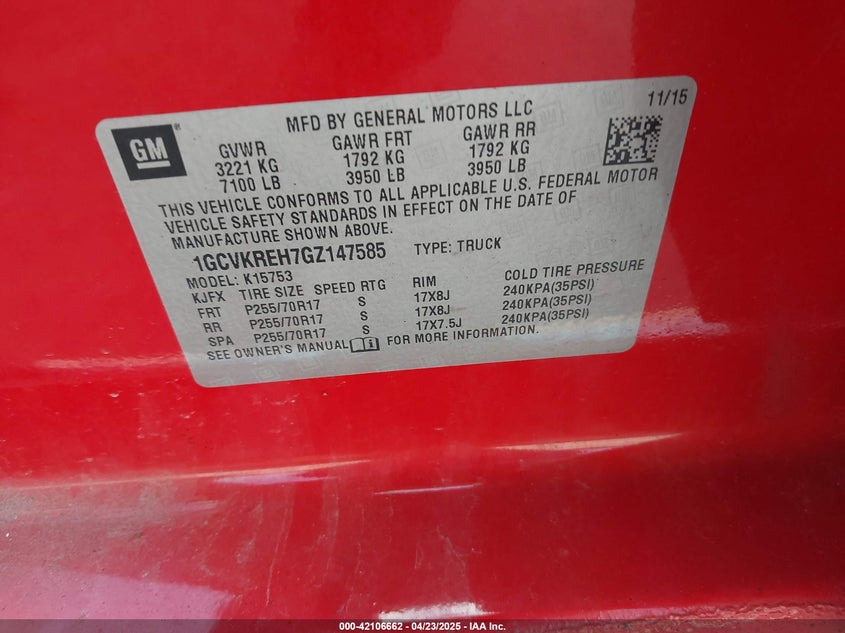 MFD BY GENERAL MOTORS LLC 11/15
GM ®
GVWR GAWR FRT GAWR RR
3221 KG 1792 KG 1792 KG
7100 LB 3950 LB 3950 LB
THIS VEHICLE CONFORMS TO ALL APPLICABLE U.S. FEDERAL MOTOR
VEHICLE SAFETY STANDARDS IN EFFECT ON THE DATE OF
MANUFACTURE SHOWN ABOVE.
1GCVKREH7GZ147585 TYPE: TRUCK
MODEL: K15753
KJFX TIRE SIZE SPEED RTG RIM COLD TIRE PRESSURE
FRT P255/70R17 S 17X8J 240KPA(35PSI)
RR P255/70R17 S 17X8J 240KPA(35PSI)
SPA P255/70R17 S 17X7.5J 240KPA(35PSI)
SEE OWNER'S MANUAL i FOR MORE INFORMATION.
000-42106662 - 04/23/2025 - IAA Inc.